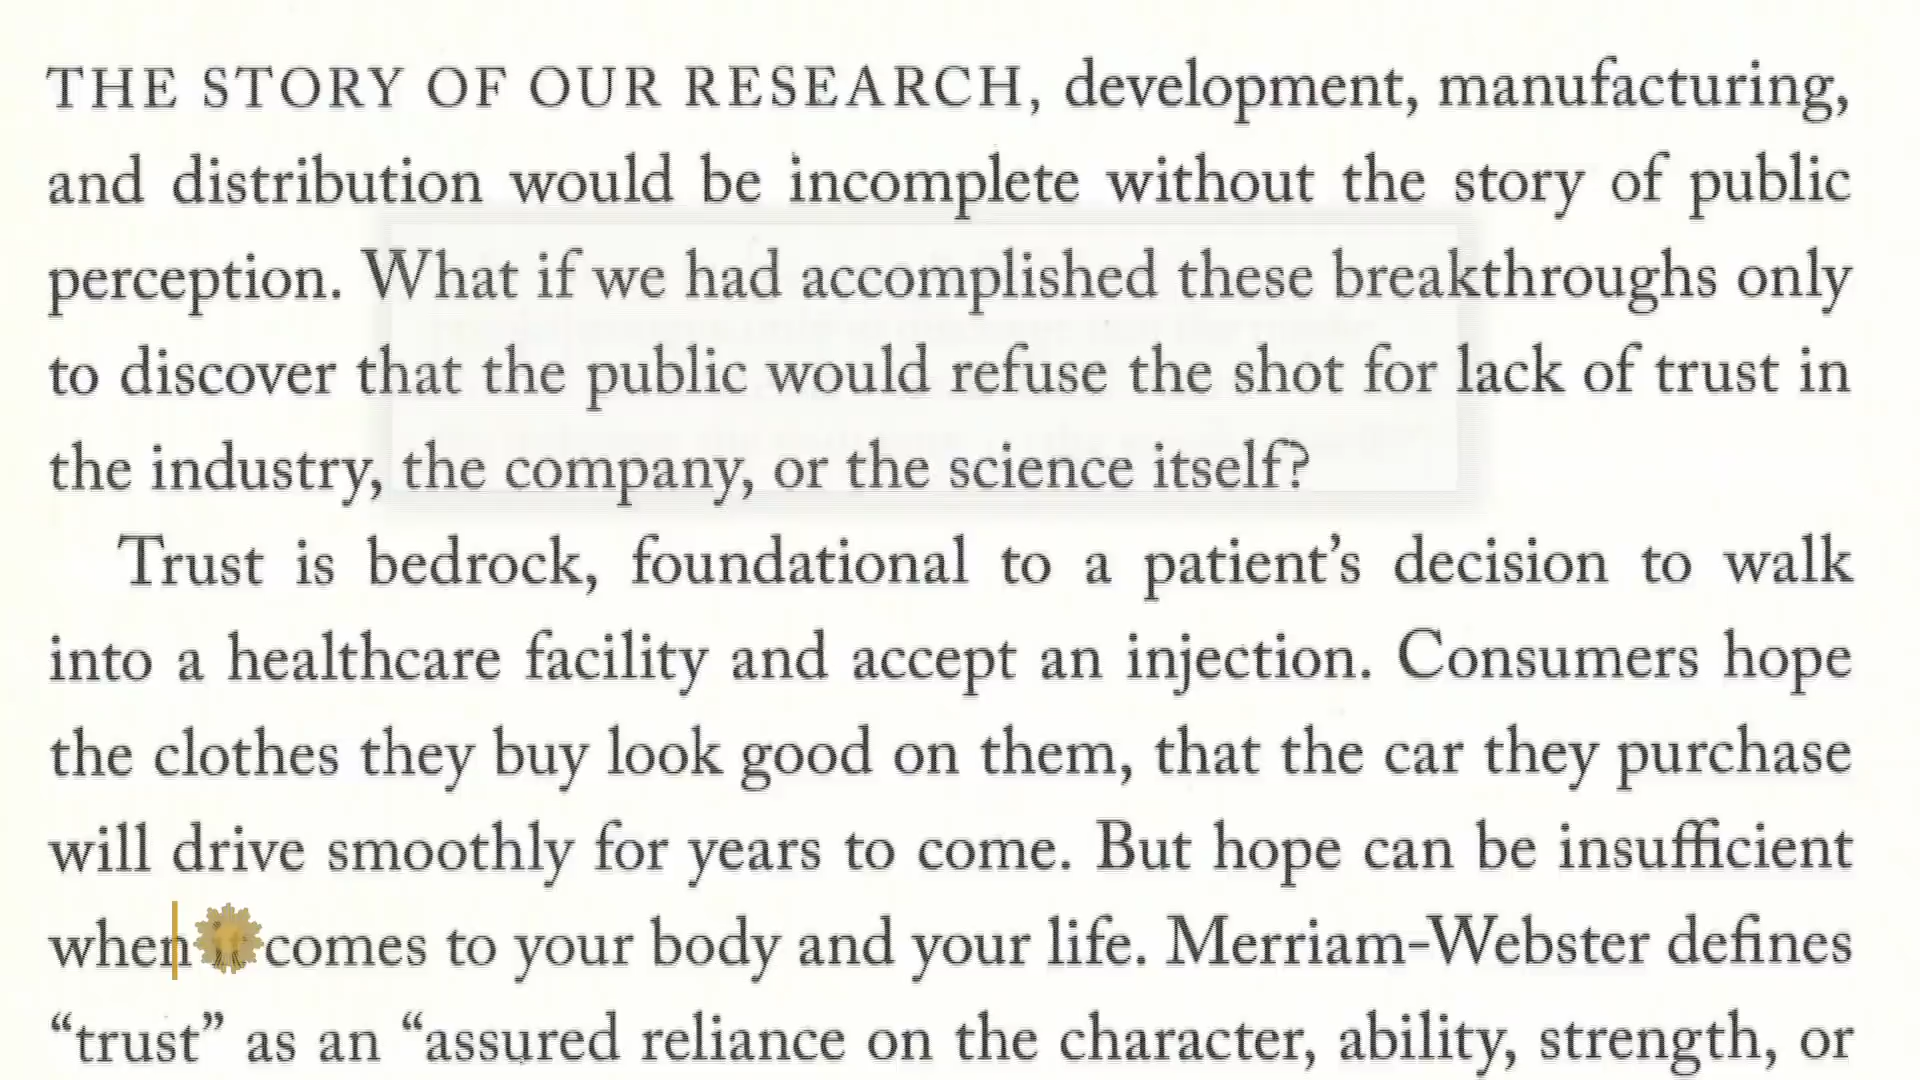 THE STORY OF OUR RESEARCH, development, manufacturing,
and distribution would be incomplete without the story of public
perception. What if we had accomplished these breakthroughs only
to discover that the public would refuse the shot for lack of trust in
the industry, the company, or the science itself?
Trust is bedrock, foundational to a patient’s decision to walk
into a healthcare facility and accept an injection. Consumers hope
the clothes they buy look good on them, that the car they purchase
will drive smoothly for years to come. But hope can be insufficient
when it comes to your body and your life. Merriam-Webster defines
“trust” as an “assured reliance on the character, ability, strength, or